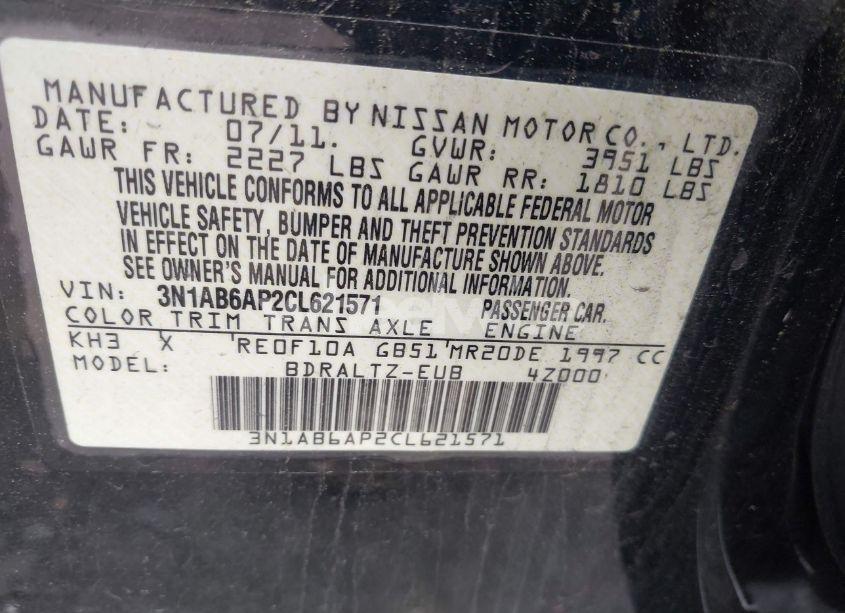 MANUFACTURED BY NISSAN MOTOR CO., LTD.
DATE: 07/11. GVWR: 3951 LBS
GAWR FR: 2227 LBS GAWR RR: 1810 LBS
THIS VEHICLE CONFORMS TO ALL APPLICABLE FEDERAL MOTOR
VEHICLE SAFETY, BUMPER AND THEFT PREVENTION STANDARDS
IN EFFECT ON THE DATE OF MANUFACTURE SHOWN ABOVE.
SEE OWNER'S MANUAL FOR ADDITIONAL INFORMATION.
VIN: 3N1AB6AP2CL621571 PASSENGER CAR.
COLOR TRIM TRANS AXLE ENGINE
KH3 X RE0F10A GB51 MR20DE 1997 CC
MODEL: BDRALTZ-EUB 4Z000
3N1AB6AP2CL621571